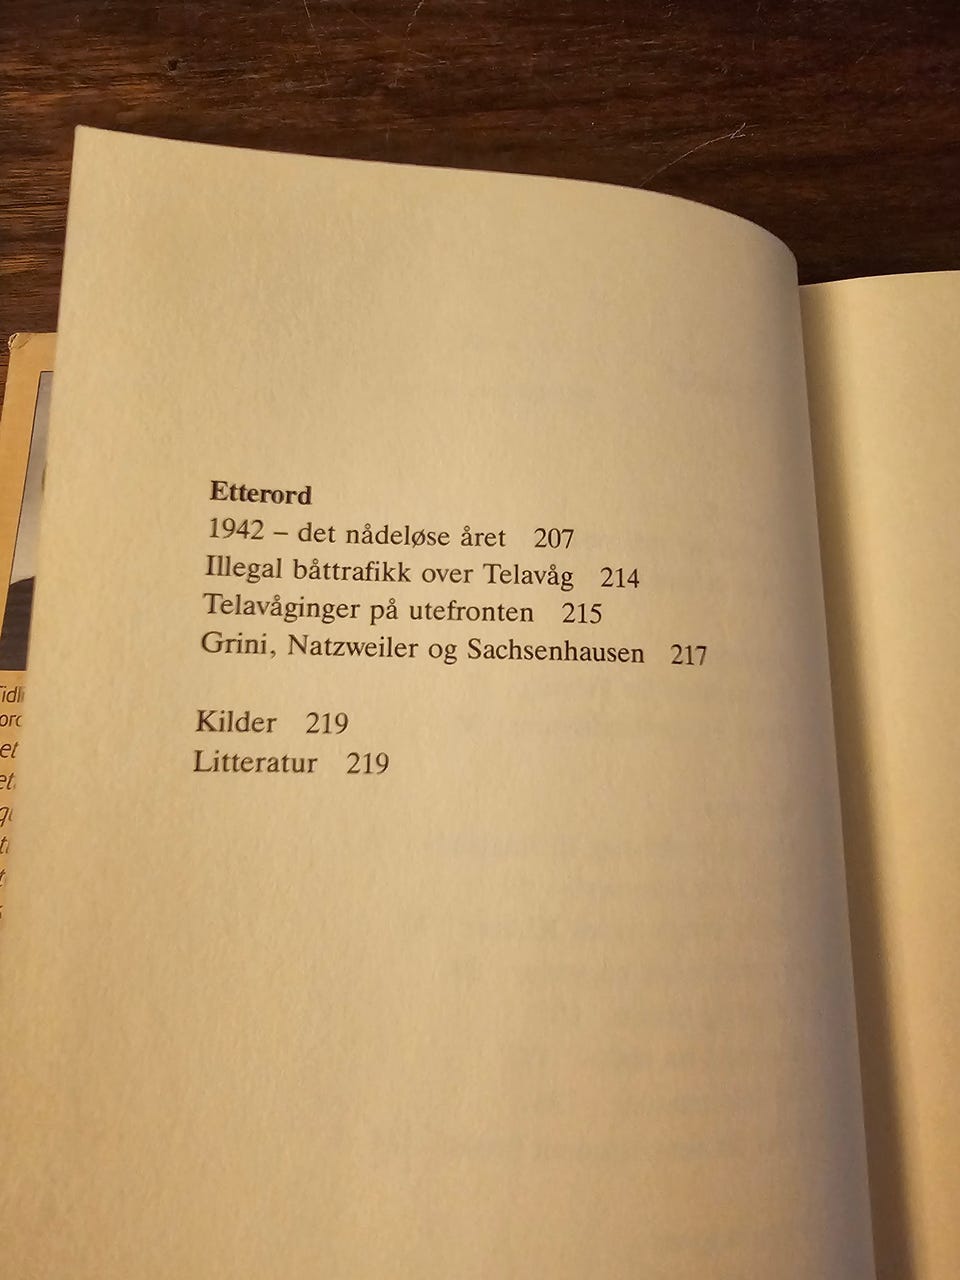 Etterord
1942 – det nådeløse året 207
Illegal båttrafikk over Telavåg 214
Telavåginger på utefronten 215
Grini, Natzweiler og Sachsenhausen 217
Kilder 219
Litteratur 219